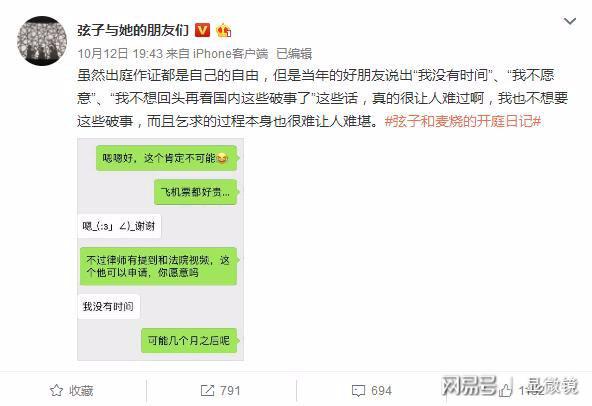 弦子与她的朋友们
10月12日 19:43 来自 iPhone客户端 已编辑
虽然出庭作证都是自己的自由，但是当年的好朋友说出“我没有时间”、“我不愿
意”、“我不想回头再看国内这些破事了”这些话，真的很让人难过啊，我也不想要
这些破事，而且乞求的过程本身也很难让人难堪。#弦子和麦烧的开庭日记#
嗯嗯好，这个肯定不可能😂
飞机票都好贵...
嗯_(:з」∠)_谢谢
不过律师有提到和法院视频，这
个他可以申请，你愿意吗
我没有时间
可能几个月之后呢
收藏 791 694
网易号 显微镜